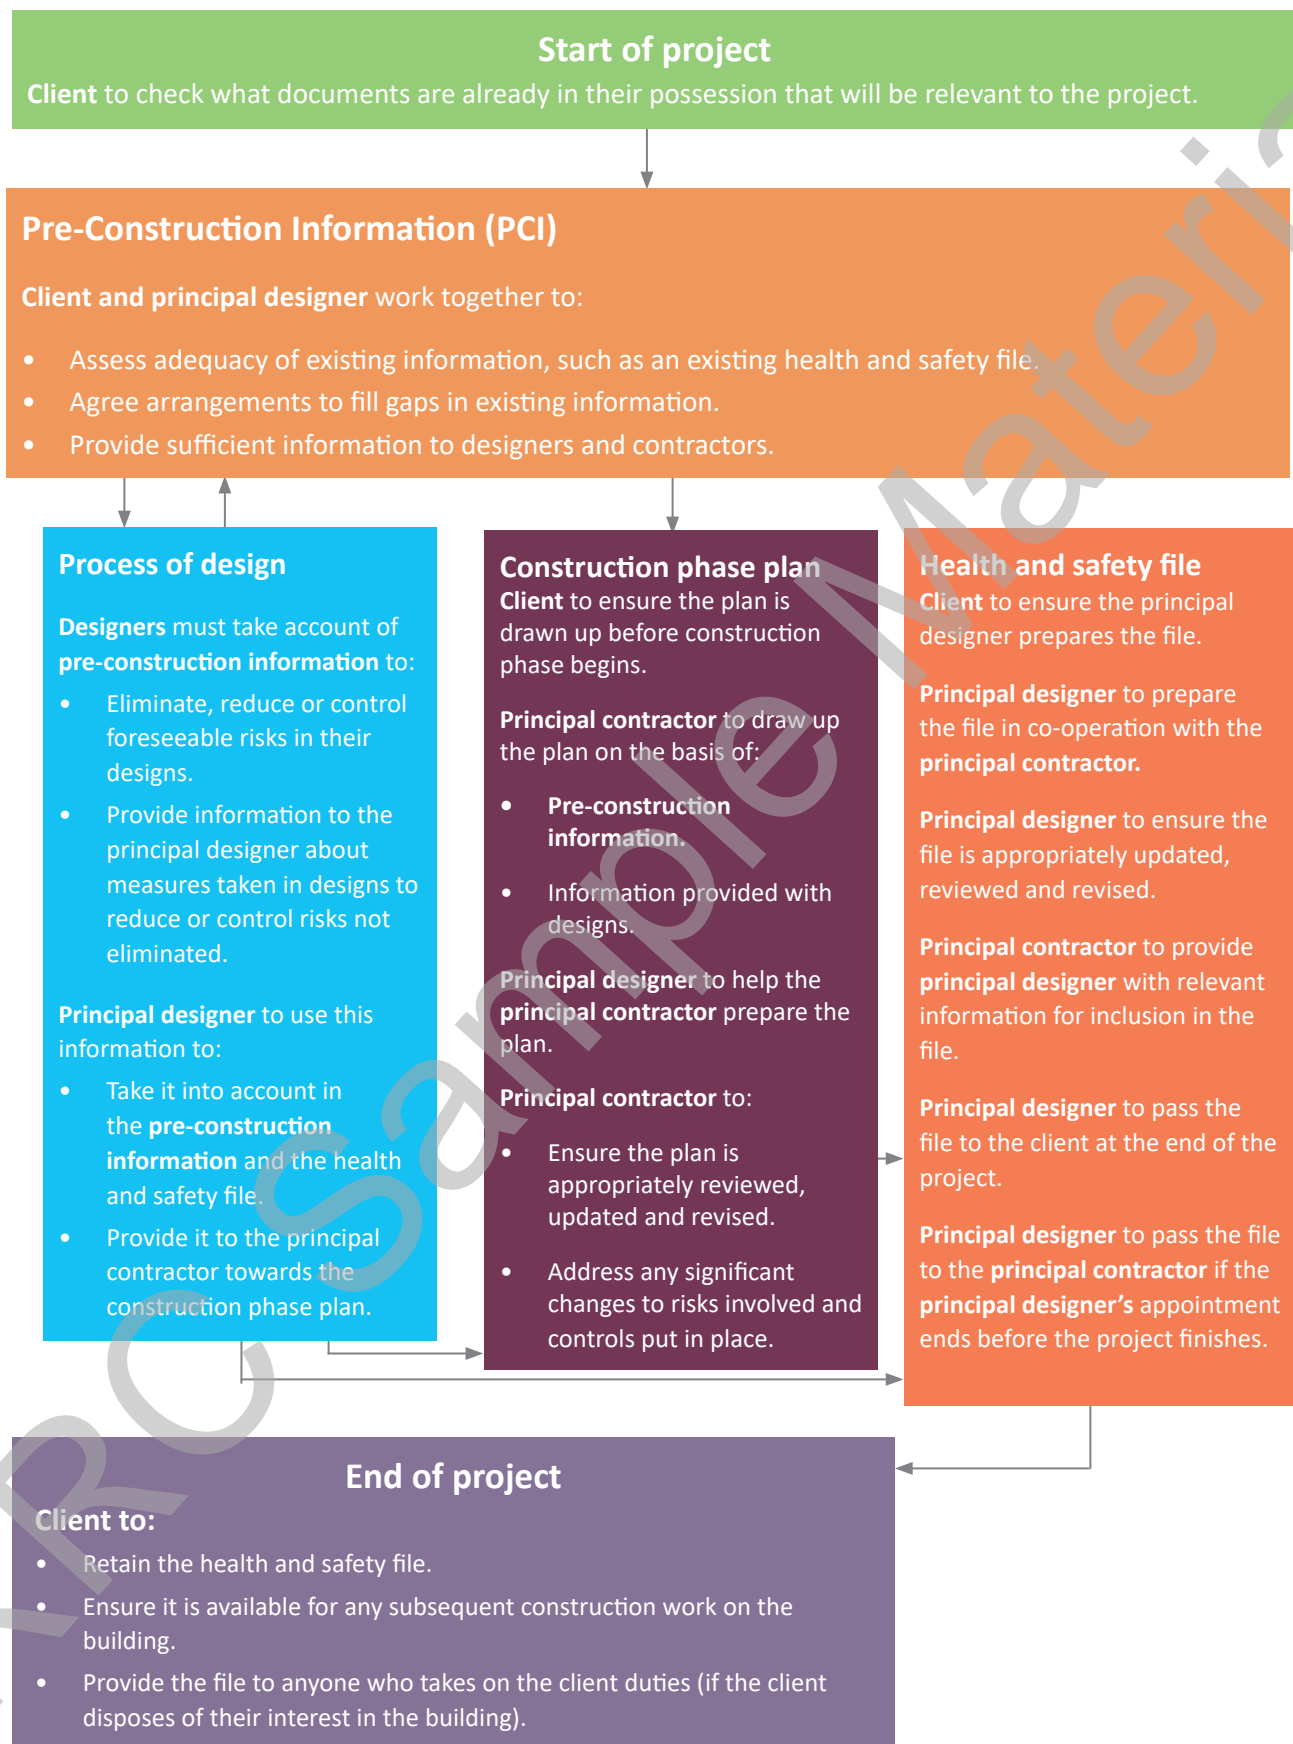 Start of project
Client to check what documents are already in their possession that will be relevant to the project.
Pre-Construction Information (PCI)
Client and principal designer work together to:
• Assess adequacy of existing information, such as an existing health and safety file.
• Agree arrangements to fill gaps in existing information.
• Provide sufficient information to designers and contractors.
Process of design
Designers must take account of
pre-construction information to:
• Eliminate, reduce or control
foreseeable risks in their
designs.
• Provide information to the
principal designer about
measures taken in designs to
reduce or control risks not
eliminated.
Principal designer to use this
information to:
• Take it into account in
the pre-construction
information and the health
and safety file.
• Provide it to the principal
contractor towards the
construction phase plan.
Construction phase plan
Client to ensure the plan is
drawn up before construction
phase begins.
Principal contractor to draw up
the plan on the basis of:
• Pre-construction
information.
• Information provided with
designs.
Principal designer to help the
principal contractor prepare the
plan.
Principal contractor to:
• Ensure the plan is
appropriately reviewed,
updated and revised.
• Address any significant
changes to risks involved and
controls put in place.
Health and safety file
Client to ensure the principal
designer prepares the file.
Principal designer to prepare
the file in co-operation with the
principal contractor.
Principal designer to ensure the
file is appropriately updated,
reviewed and revised.
Principal contractor to provide
principal designer with relevant
information for inclusion in the
file.
Principal designer to pass the
file to the client at the end of the
project.
Principal designer to pass the file
to the principal contractor if the
principal designer's appointment
ends before the project finishes.
End of project
Client to:
• Retain the health and safety file.
• Ensure it is available for any subsequent construction work on the
building.
• Provide the file to anyone who takes on the client duties (if the client
disposes of their interest in the building).
RRC Sample Materia